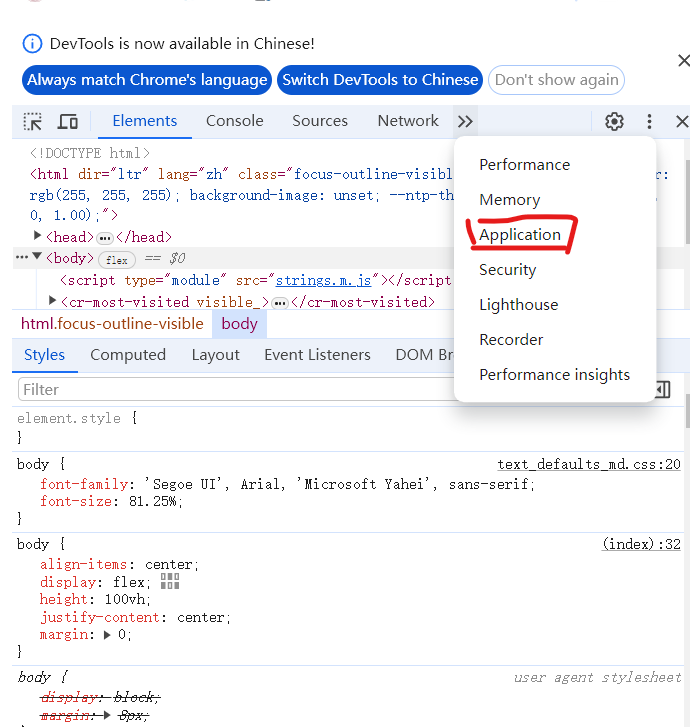 DevTools is now available in Chinese!
Always match Chrome's language Switch DevTools to Chinese Don't show again
Elements Console Sources Network
Performance
Memory
Application
Security
Lighthouse
Recorder
Performance insights
<!DOCTYPE html>
<html dir="ltr" lang="zh" class="focus-outline-visib
rgb(255, 255, 255); background-image: unset; --ntp-th
0, 1.00);">
<head>…</head>
<body> flex == $0
<script type="module" src="strings.m.js"></script
<cr-most-visited visible_>…</cr-most-visited>
html.focus-outline-visible body
Styles Computed Layout Event Listeners DOM Br
Filter
element.style {
}
body { text_defaults_md.css:20
font-family: 'Segoe UI', Arial, 'Microsoft Yahei', sans-serif;
font-size: 81.25%;
}
body { (index):32
align-items: center;
display: flex;
height: 100vh;
justify-content: center;
margin: 0;
}
body { user agent stylesheet
display: block;
margin: 8px;